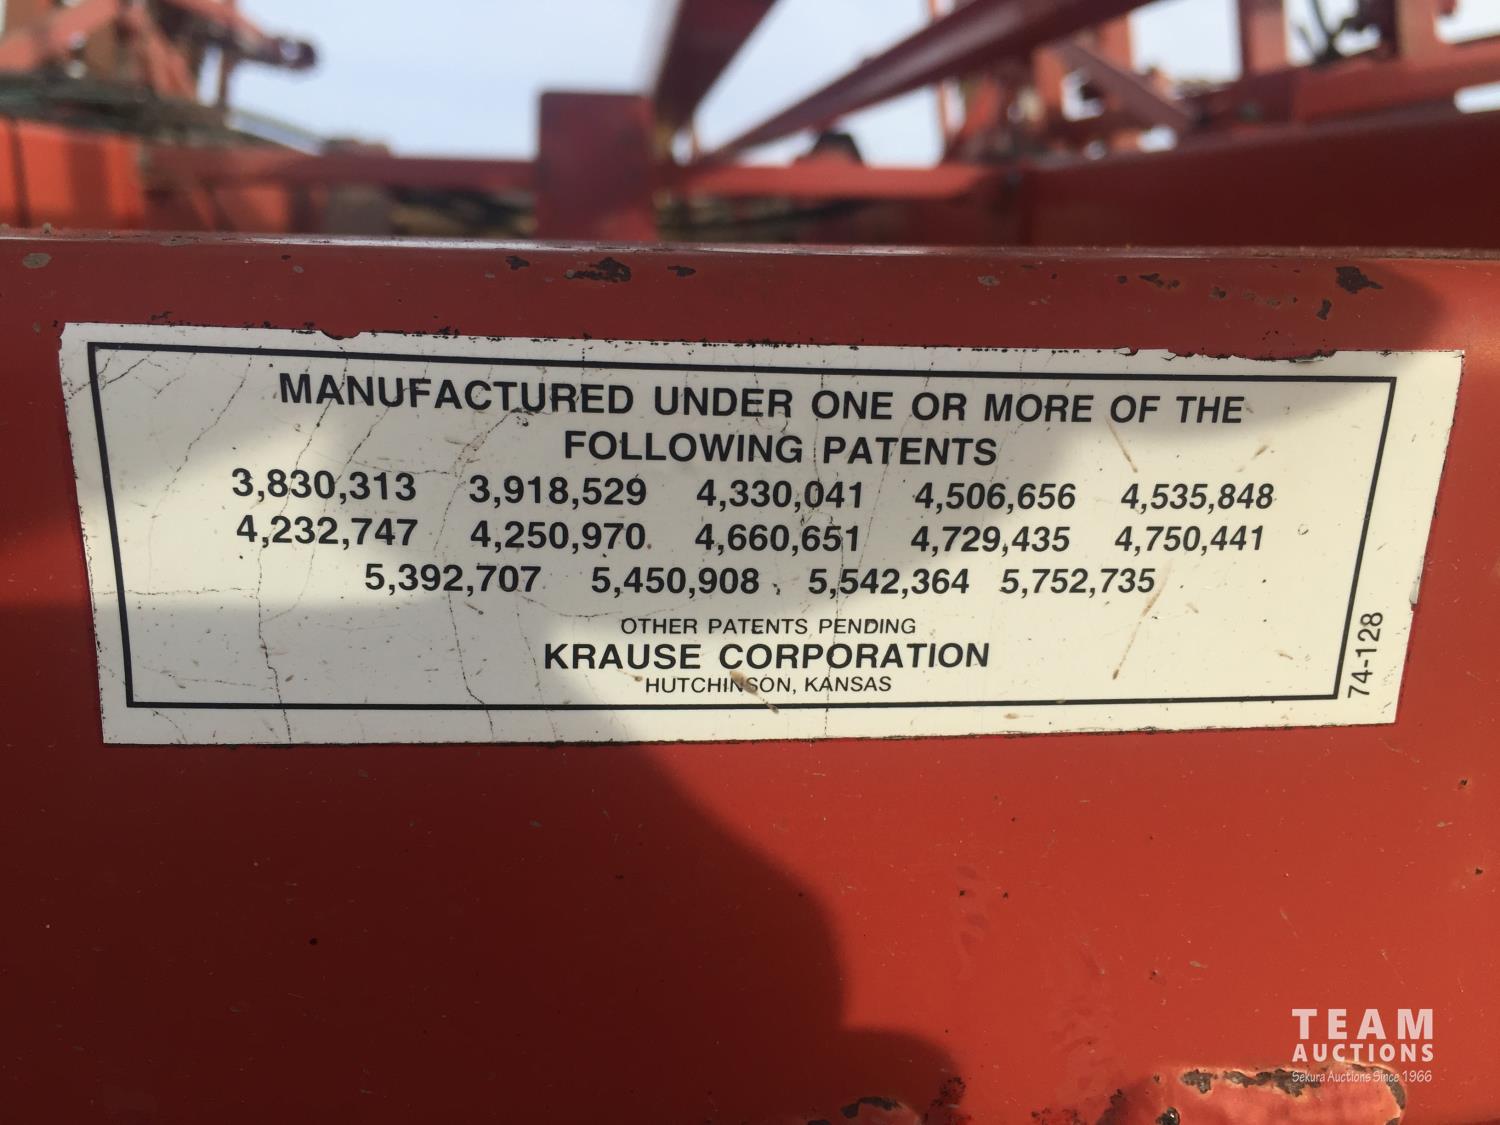 MANUFACTURED UNDER ONE OR MORE OF THE
FOLLOWING PATENTS
3,830,313 3,918,529 4,330,041 4,506,656 4,535,848
4,232,747 4,250,970 4,660,651 4,729,435 4,750,441
5,392,707 5,450,908 5,542,364 5,752,735
OTHER PATENTS PENDING
KRAUSE CORPORATION
HUTCHINSON, KANSAS
74-128
TEAM
AUCTIONS
Sekura Auctions Since 1966